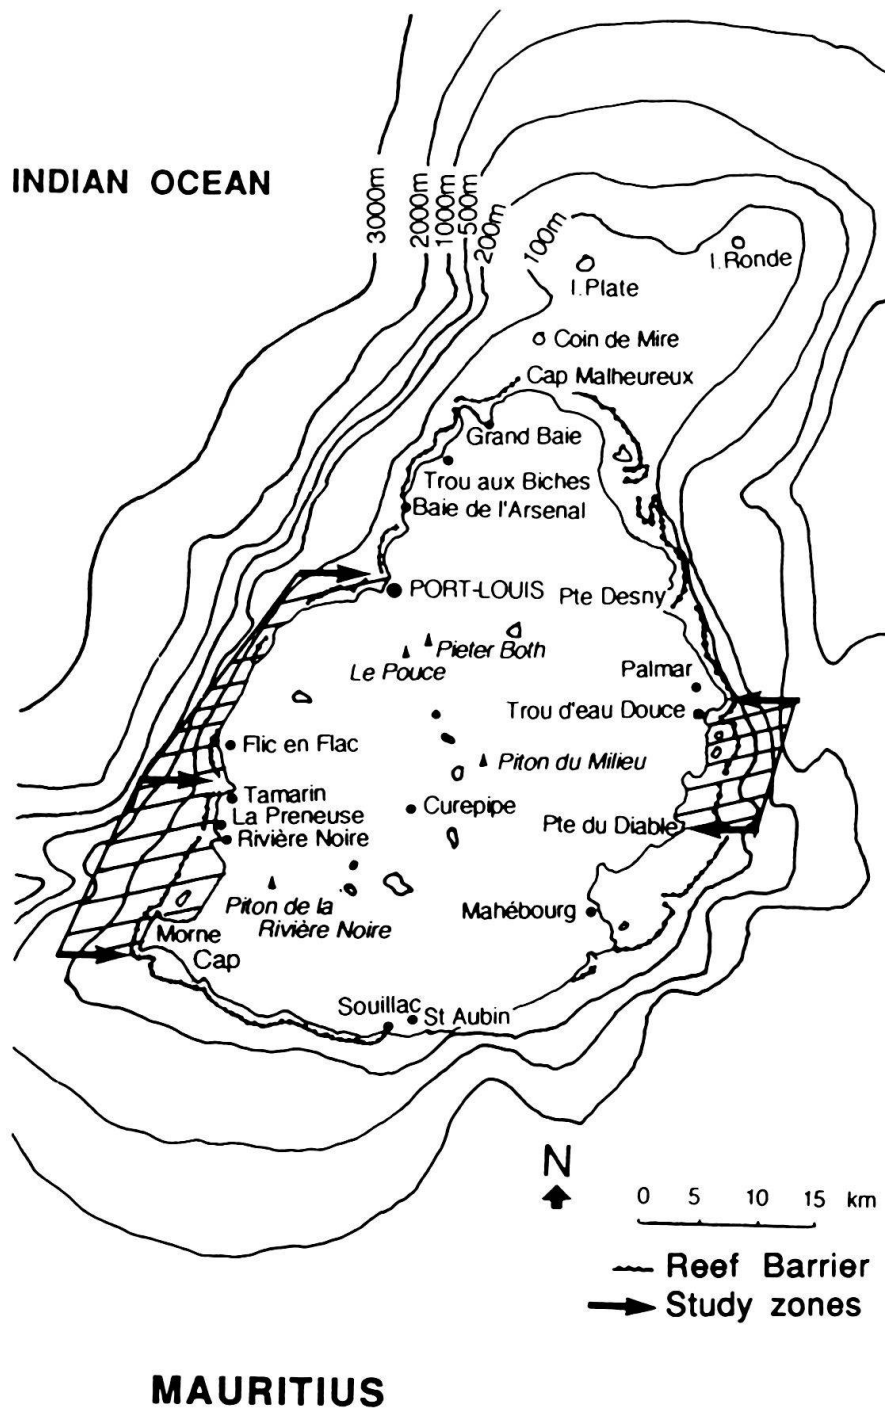 INDIAN OCEAN
3000m
2000m
1000m
500m
200m
100m
I. Ronde
I. Plate
Coin de Mire
Cap Malheureux
Grand Baie
Trou aux Biches
Baie de l'Arsenal
PORT-LOUIS
Pte Desny
Pieter Both
Le Pouce
Palmar
Trou d'eau Douce
Flic en Flac
Piton du Milieu
Tamarin
La Preneuse
Curepipe
Pte du Diable
Rivière Noire
Piton de la
Rivière Noire
Mahébourg
Morne
Cap
Souillac
St Aubin
N
0 5 10 15 km
Reef Barrier
Study zones
MAURITIUS